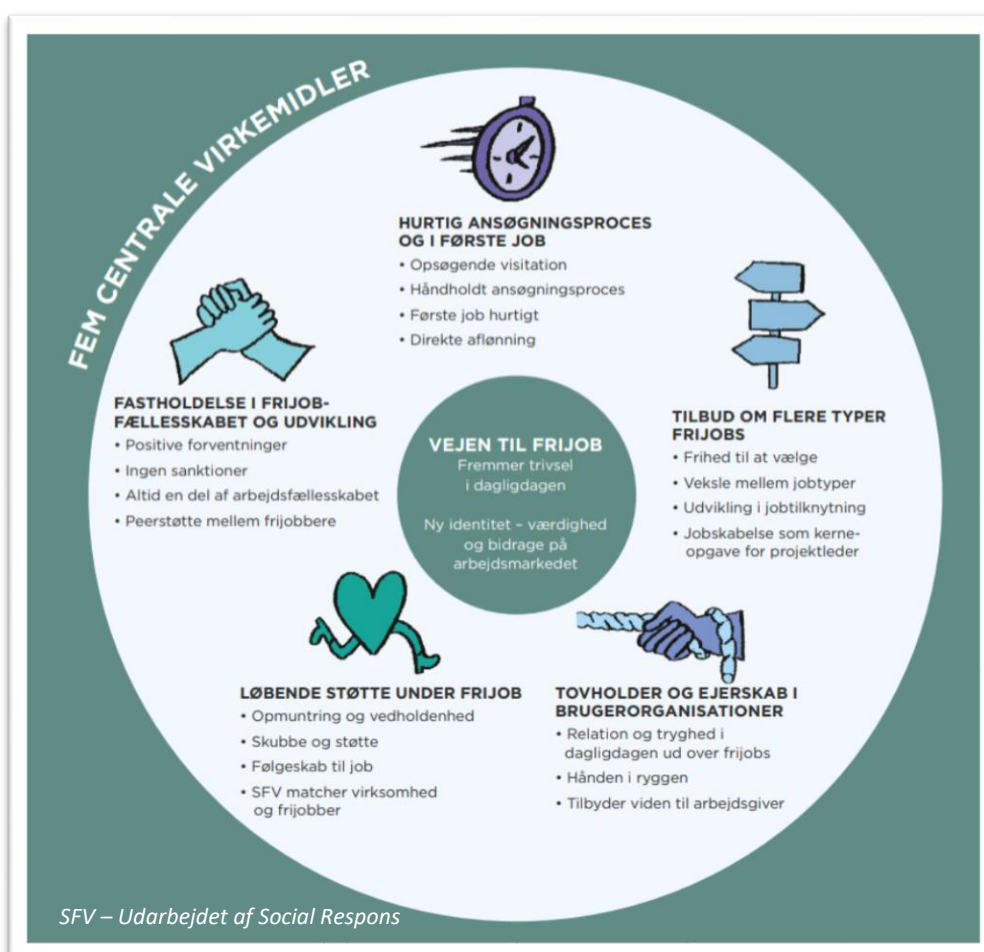 FEM CENTRALE VIRKEMIDLER
HURTIG ANSØGNINGSPROCES
OG I FØRSTE JOB
• Opsøgende visitation
• Håndholdt ansøgningsproces
• Første job hurtigt
• Direkte aflønning
TILBUD OM FLERE TYPER
FRIJOBS
• Frihed til at vælge
• Veksle mellem jobtyper
• Udvikling i jobtilknytning
• Jobskabelse som kerne-
opgave for projektleder
TOVHOLDER OG EJERSKAB I
BRUGERORGANISATIONER
• Relation og tryghed i
dagligdagen ud over frijobs
• Hånden i ryggen
• Tilbyder viden til arbejdsgiver
LØBENDE STØTTE UNDER FRIJOB
• Opmuntring og vedholdenhed
• Skubbe og støtte
• Følgeskab til job
• SFV matcher virksomhed
og frijobber
FASTHOLDELSE I FRIJOB-
FÆLLESSKABET OG UDVIKLING
• Positive forventninger
• Ingen sanktioner
• Altid en del af arbejdsfællesskabet
• Peerstøtte mellem frijobbere
VEJEN TIL FRIJOB
Fremmer trivsel
i dagligdagen
Ny identitet – værdighed
og bidrage på
arbejdsmarkedet
SFV – Udarbejdet af Social Respons